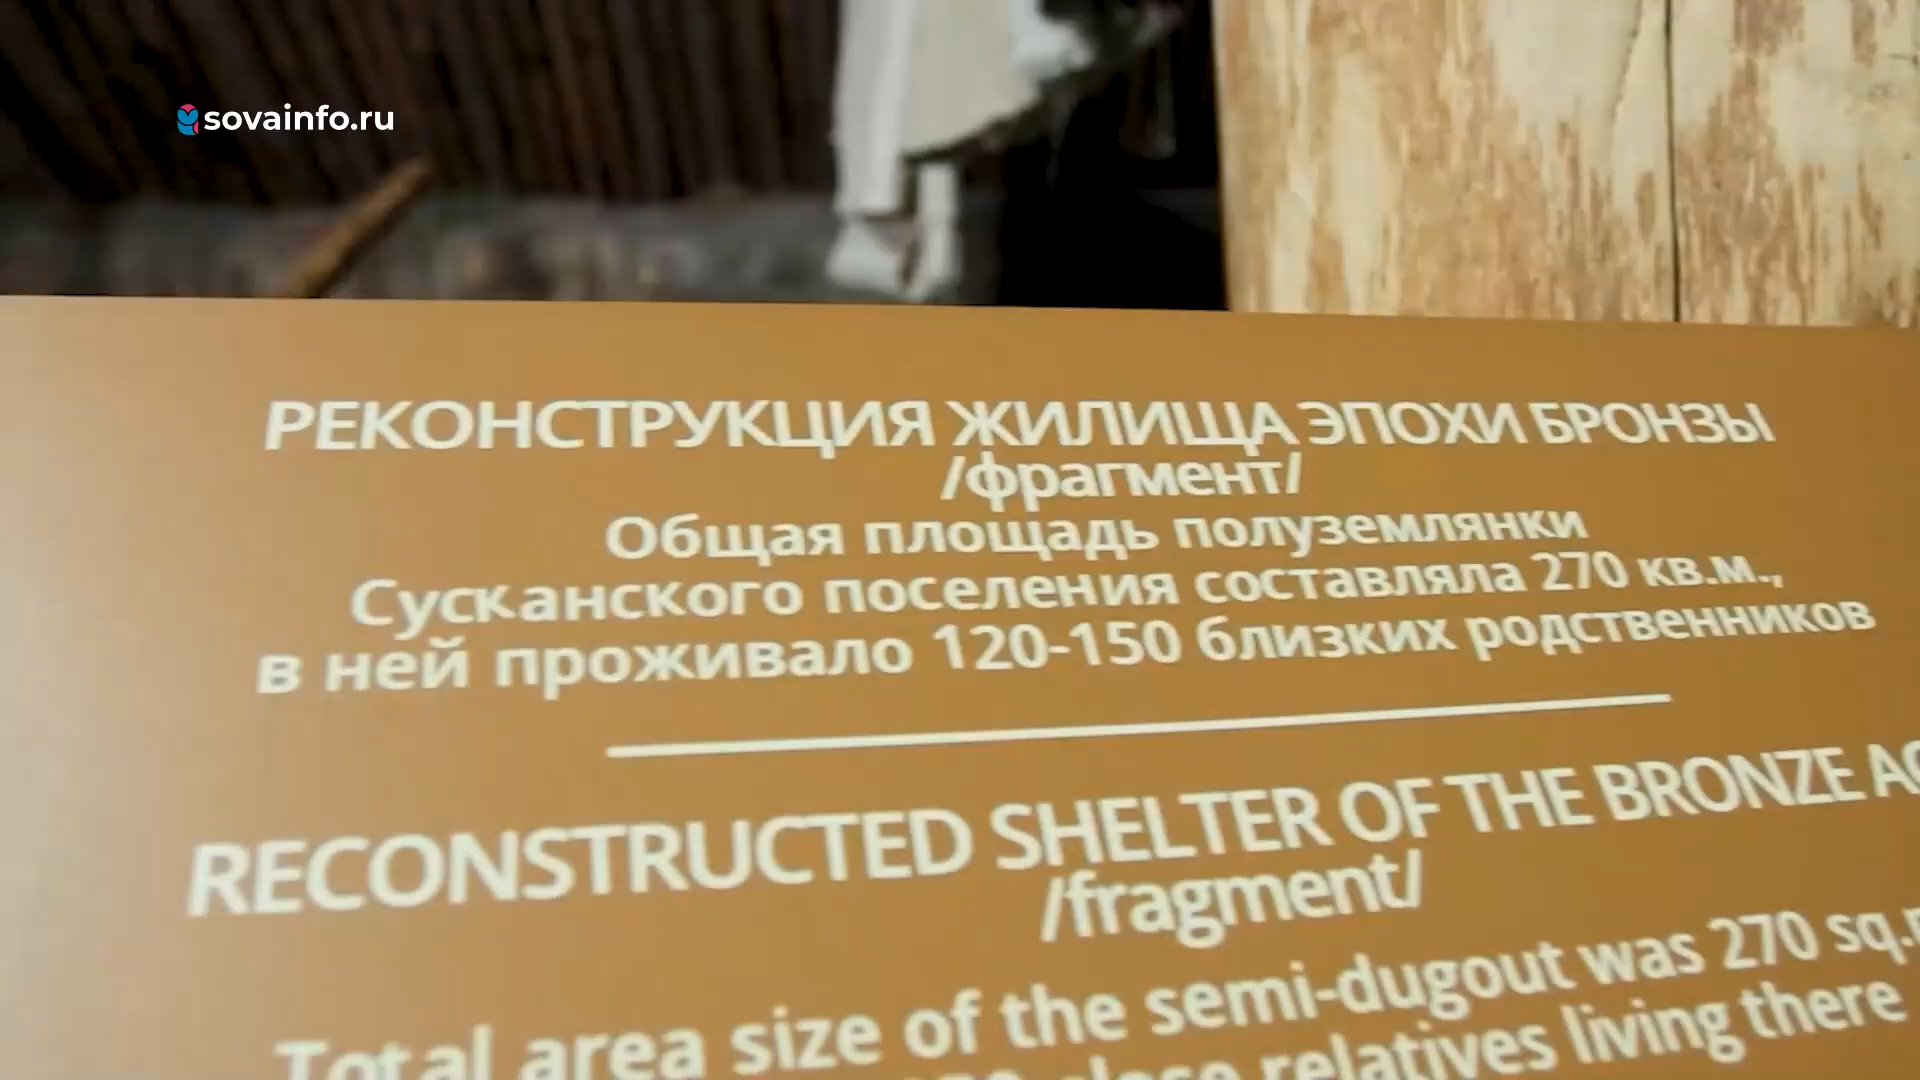 sovainfo.ru
РЕКОНСТРУКЦИЯ ЖИЛИЩА ЭПОХИ БРОНЗЫ
/фрагмент/
Общая площадь полуземлянки
Сусканского поселения составляла 270 кв.м.,
в ней проживало 120-150 близких родственников
RECONSTRUCTED SHELTER OF THE BRONZE
/fragment/
Total area size of the semi-dugout was 270
close relatives living there